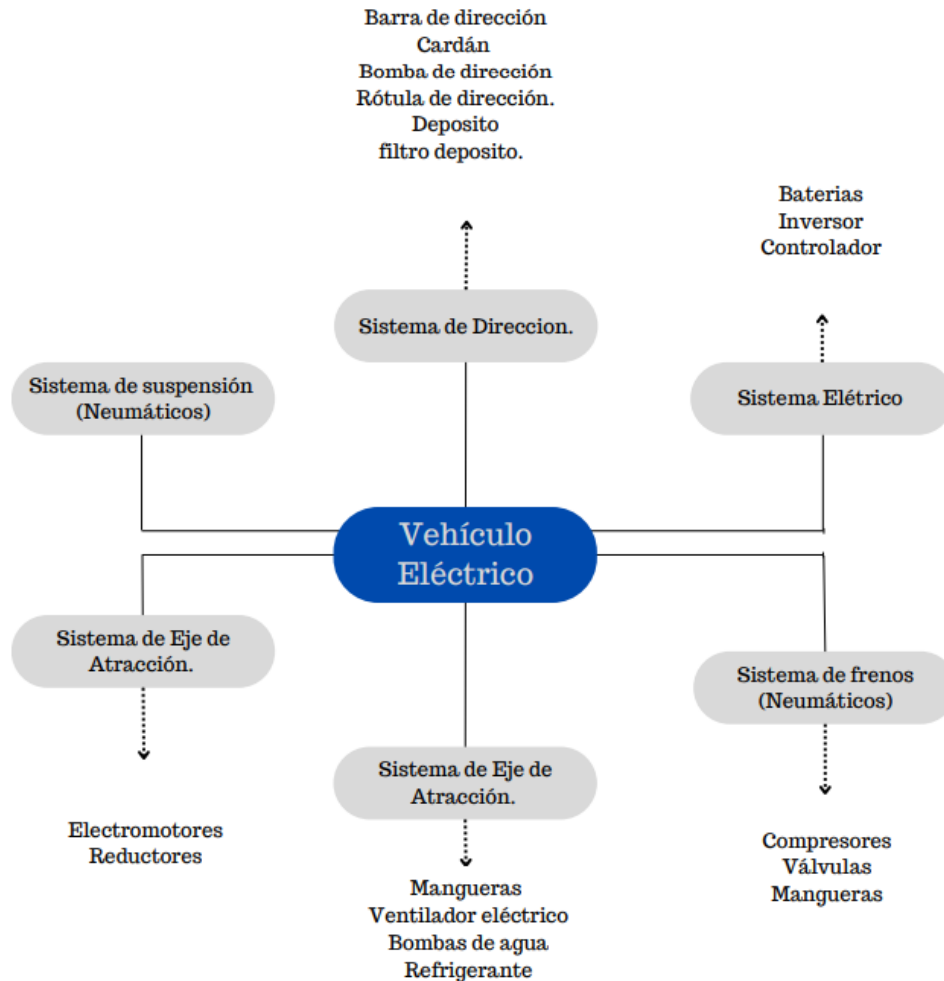 Barra de dirección
Cardán
Bomba de dirección
Rótula de dirección.
Deposito
filtro deposito.
Baterias
Inversor
Controlador
Sistema de Direccion.
Sistema de suspensión
(Neumáticos)
Sistema Elétrico
Vehículo
Eléctrico
Sistema de Eje de
Atracción.
Sistema de frenos
(Neumáticos)
Sistema de Eje de
Atracción.
Electromotores
Reductores
Compresores
Válvulas
Mangueras
Mangueras
Ventilador eléctrico
Bombas de agua
Refrigerante